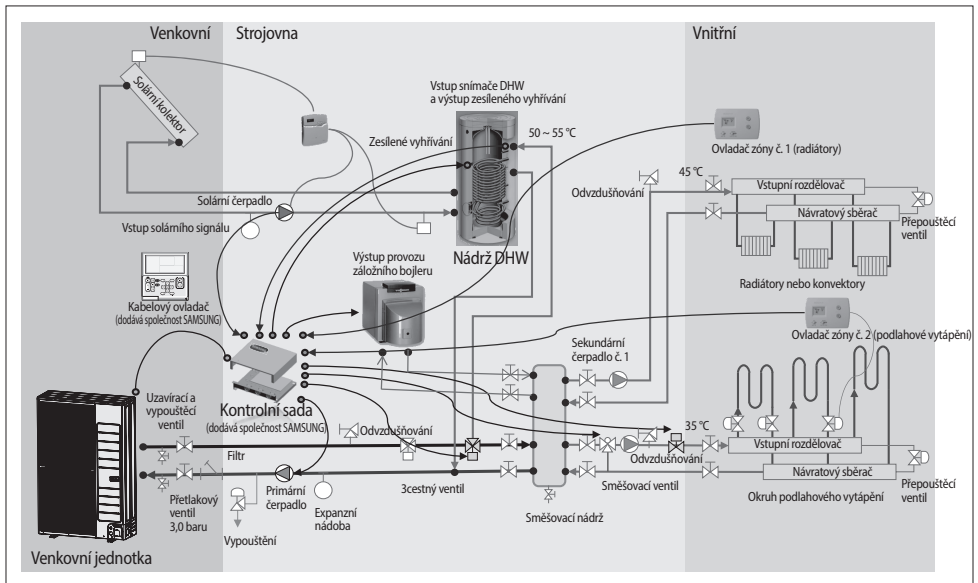 Venkovní
Strojovna
Vnitřní
Solární kolektor
Vstup snímače DHW
a výstup zesíleného vyhřívání
50 ~ 55 °C
Zesílené vyhřívání
Ovladač zóny č. 1 (radiátory)
Odvzdušňování
45 °C
Vstupní rozdělovač
Návratový sběrač
Přepouštěcí
ventil
Solární čerpadlo
Vstup solárního signálu
Nádrž DHW
Radiátory nebo konvektory
Výstup provozu
záložního bojleru
Kabelový ovladač
(dodává společnost SAMSUNG)
Ovladač zóny č. 2 (podlahové vytápění)
Sekundární
čerpadlo č. 1
Uzavírací a
vypouštěcí
ventil
Kontrolní sada
(dodává společnost SAMSUNG)
Odvzdušňování
35 °C
Filtr
Odvzdušňování
Vstupní rozdělovač
Návratový sběrač
Přepouštěcí
ventil
Přetlakový
ventil
3,0 baru
Primární
čerpadlo
3cestný ventil
Směšovací ventil
Okruh podlahového vytápění
Expanzní
nádoba
Směšovací nádrž
Vypouštění
Venkovní jednotka